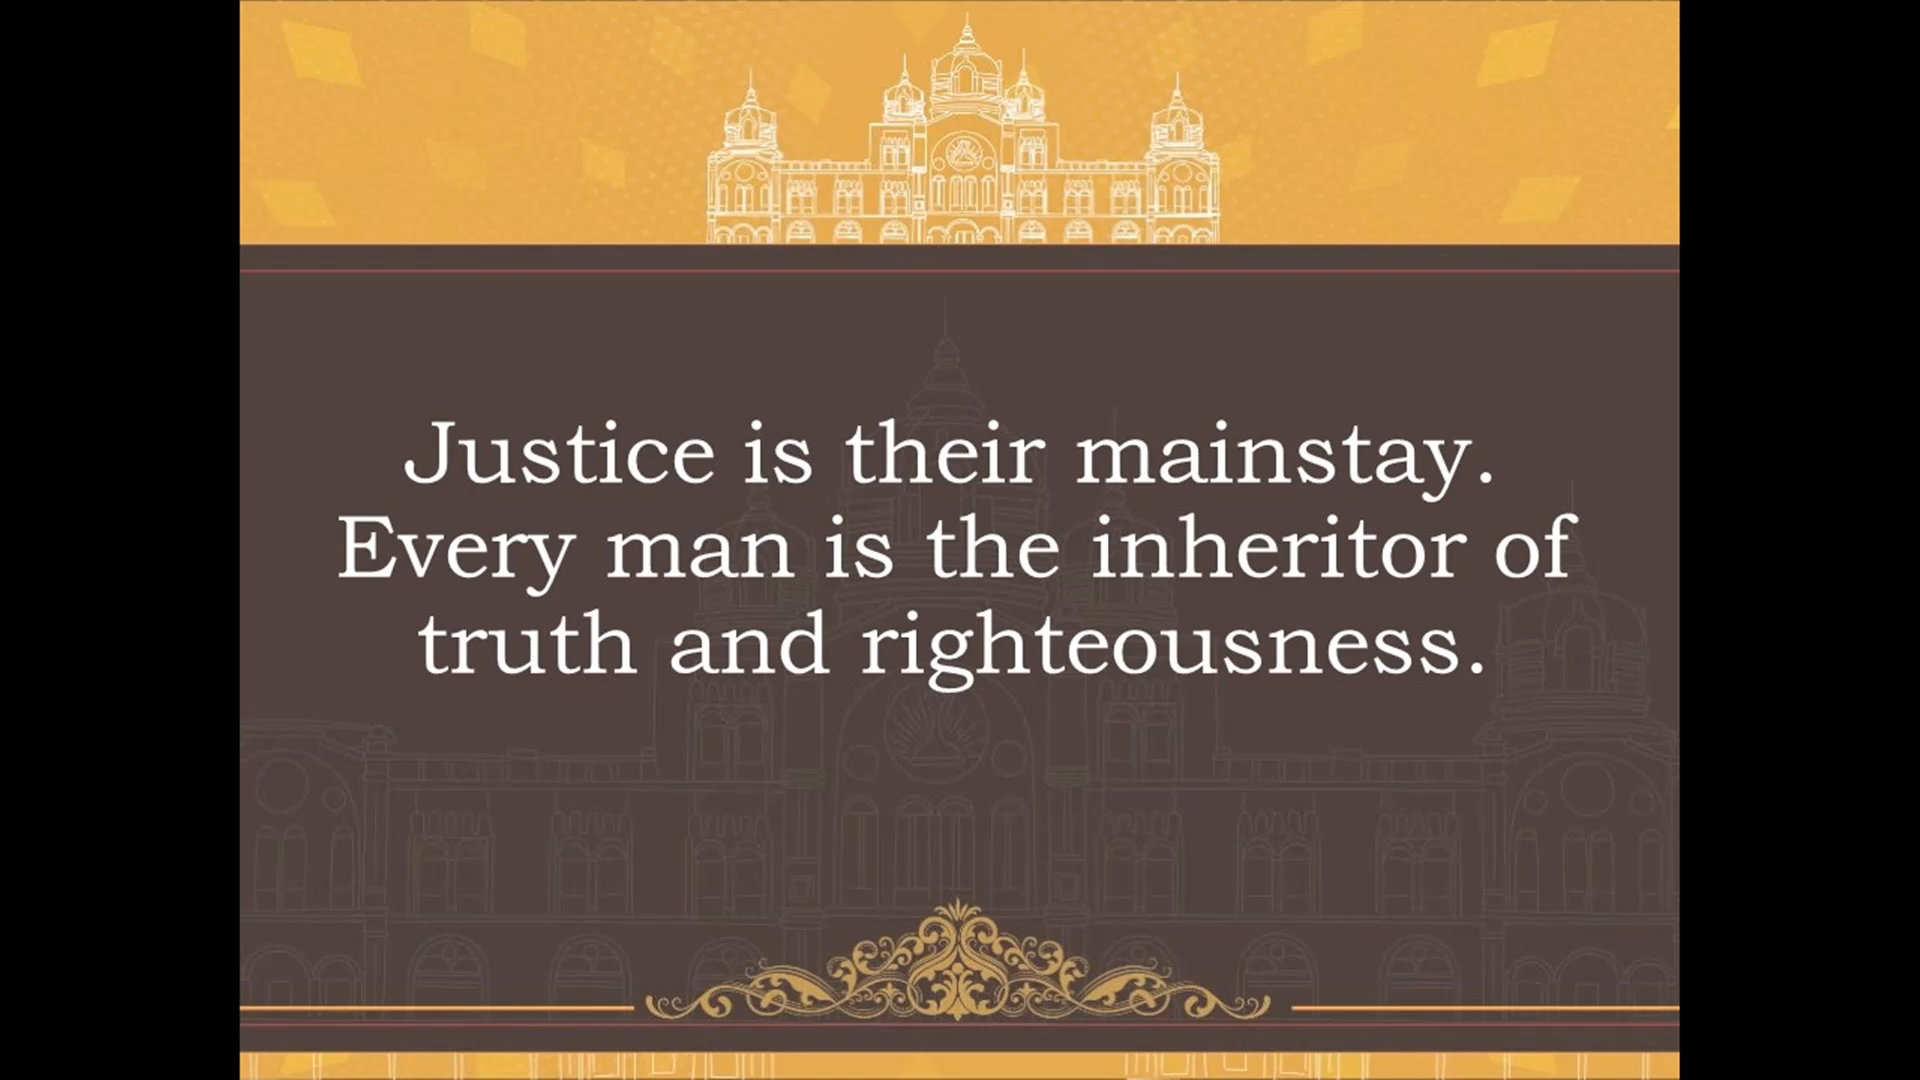 Justice is their mainstay.
Every man is the inheritor of
truth and righteousness.